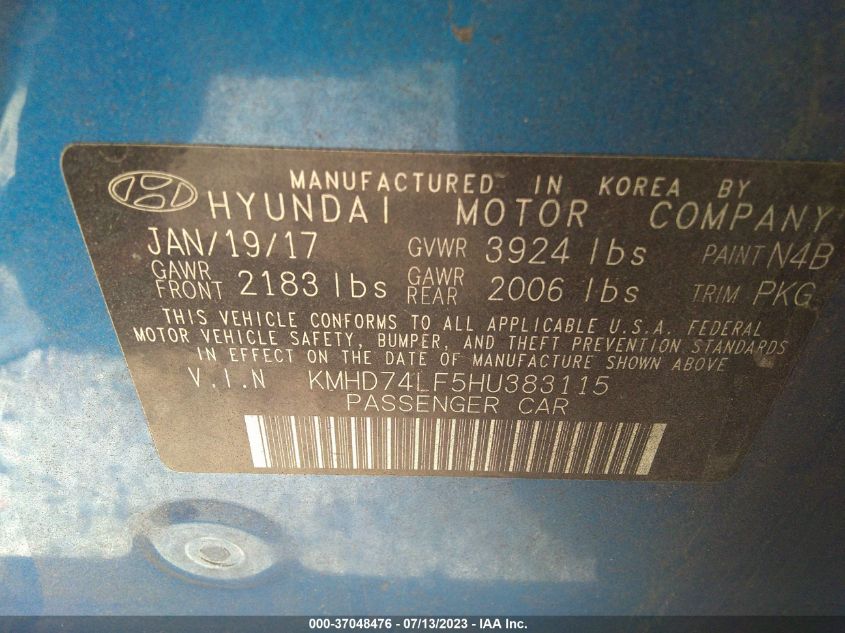 MANUFACTURED IN KOREA BY
HYUNDAI MOTOR COMPANY
JAN/19/17 GVWR 3924 lbs PAINT N4B
GAWR FRONT 2183 lbs GAWR REAR 2006 lbs TRIM PKG
THIS VEHICLE CONFORMS TO ALL APPLICABLE U.S.A. FEDERAL
MOTOR VEHICLE SAFETY, BUMPER, AND THEFT PREVENTION STANDARDS
IN EFFECT ON THE DATE OF MANUFACTURE SHOWN ABOVE.
V.I.N KMHD74LF5HU383115
PASSENGER CAR
000-37048476 - 07/13/2023 - IAA Inc.